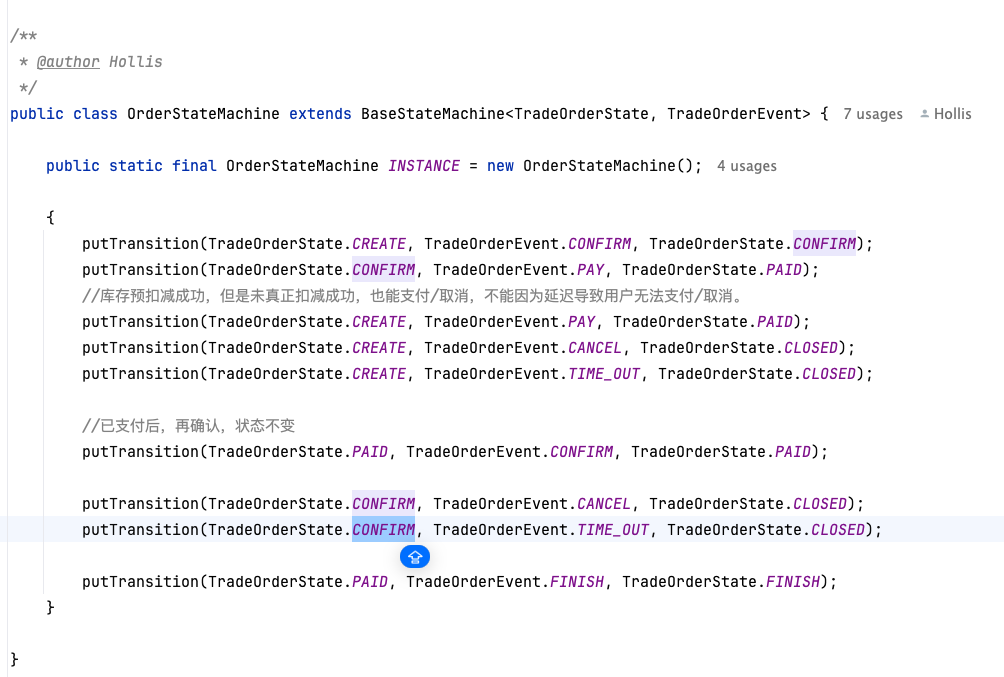 /**
 * @author Hollis
 */
public class OrderStateMachine extends BaseStateMachine<TradeOrderState, TradeOrderEvent> { 7 usages Hollis
public static final OrderStateMachine INSTANCE = new OrderStateMachine(); 4 usages
{
putTransition(TradeOrderState.CREATE, TradeOrderEvent.CONFIRM, TradeOrderState.CONFIRM);
putTransition(TradeOrderState.CONFIRM, TradeOrderEvent.PAY, TradeOrderState.PAID);
//库存预扣减成功，但是未真正扣减成功，也能支付/取消，不能因为延迟导致用户无法支付/取消。
putTransition(TradeOrderState.CREATE, TradeOrderEvent.PAY, TradeOrderState.PAID);
putTransition(TradeOrderState.CREATE, TradeOrderEvent.CANCEL, TradeOrderState.CLOSED);
putTransition(TradeOrderState.CREATE, TradeOrderEvent.TIME_OUT, TradeOrderState.CLOSED);
//已支付后，再确认，状态不变
putTransition(TradeOrderState.PAID, TradeOrderEvent.CONFIRM, TradeOrderState.PAID);
putTransition(TradeOrderState.CONFIRM, TradeOrderEvent.CANCEL, TradeOrderState.CLOSED);
putTransition(TradeOrderState.CONFIRM, TradeOrderEvent.TIME_OUT, TradeOrderState.CLOSED);
putTransition(TradeOrderState.PAID, TradeOrderEvent.FINISH, TradeOrderState.FINISH);
}
}